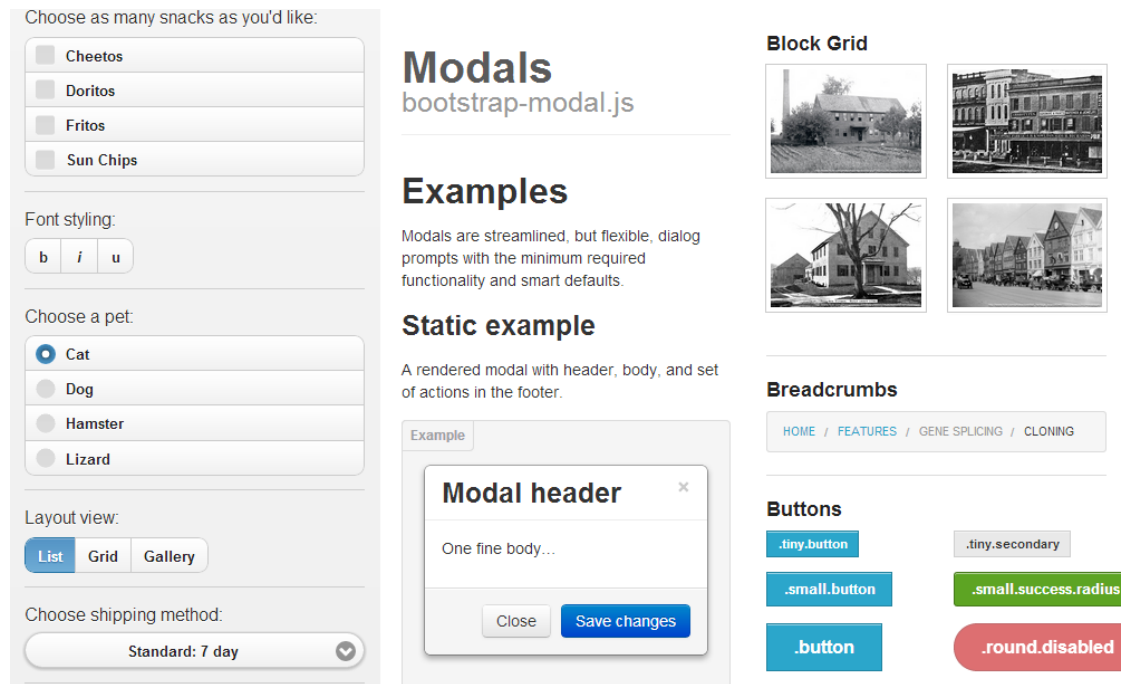 Choose as many snacks as you'd like:
Cheetos
Doritos
Fritos
Sun Chips
Font styling:
b i u
Choose a pet:
Cat
Dog
Hamster
Lizard
Layout view:
List Grid Gallery
Choose shipping method:
Standard: 7 day
Modals
bootstrap-modal.js
Examples
Modals are streamlined, but flexible, dialog
prompts with the minimum required
functionality and smart defaults.
Static example
A rendered modal with header, body, and set
of actions in the footer.
Example
Modal header ×
One fine body…
Close Save changes
Block Grid
Breadcrumbs
HOME / FEATURES / GENE SPLICING / CLONING
Buttons
.tiny.button .tiny.secondary
.small.button .small.success.radius
.button .round.disabled